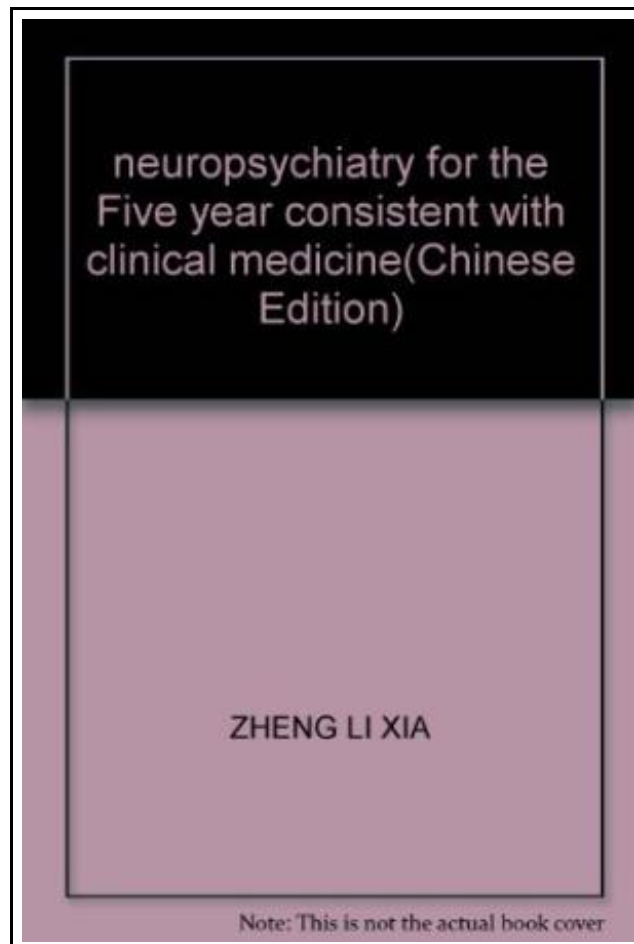 neuropsychiatry for the
Five year consistent with
clinical medicine(Chinese
Edition)
ZHENG LI XIA
Note: This is not the actual book cover